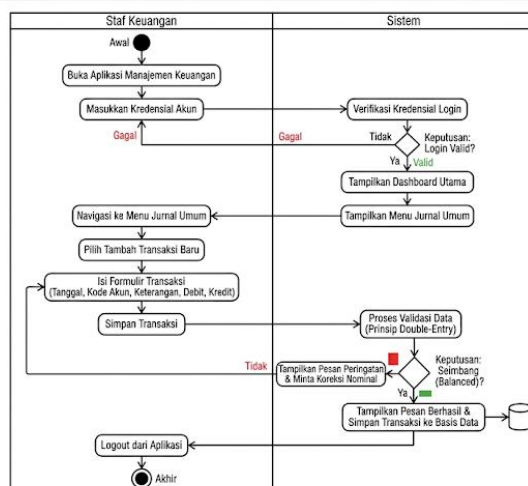 Staf Keuangan
Sistem
Awal
Buka Aplikasi Manajemen Keuangan
Masukkan Kredensial Akun
Verifikasi Kredensial Login
Gagal
Gagal
Tidak
Keputusan:
Login Valid?
Ya
Valid
Tampilkan Dashboard Utama
Navigasi ke Menu Jurnal Umum
Tampilkan Menu Jurnal Umum
Pilih Tambah Transaksi Baru
Isi Formulir Transaksi
(Tanggal, Kode Akun, Keterangan, Debit, Kredit)
Simpan Transaksi
Proses Validasi Data
(Prinsip Double-Entry)
Keputusan:
Seimbang
(Balanced)?
Tidak
Tampilkan Pesan Peringatan
& Minta Koreksi Nominal
Ya
Tampilkan Pesan Berhasil &
Simpan Transaksi ke Basis Data
Logout dari Aplikasi
Akhir